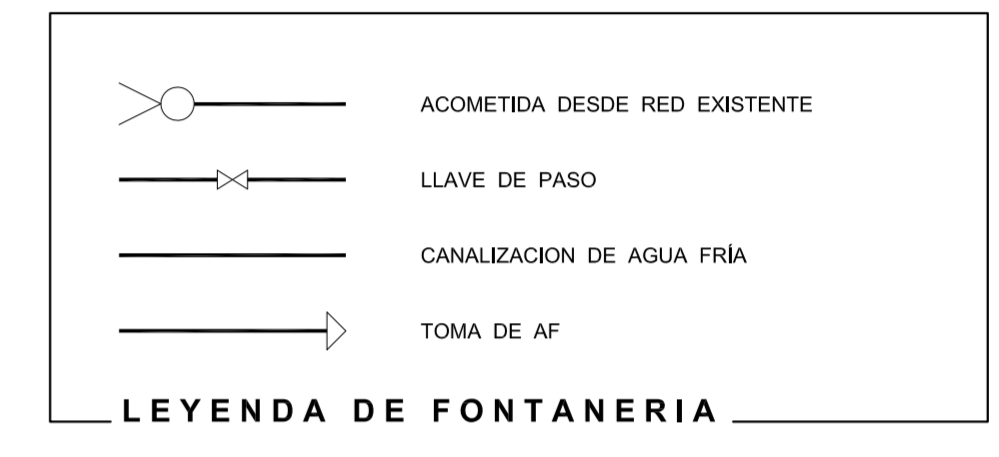 ACOMETIDA DESDE RED EXISTENTE
LLAVE DE PASO
CANALIZACION DE AGUA FRÍA
TOMA DE AF
LEYENDA DE FONTANERIA